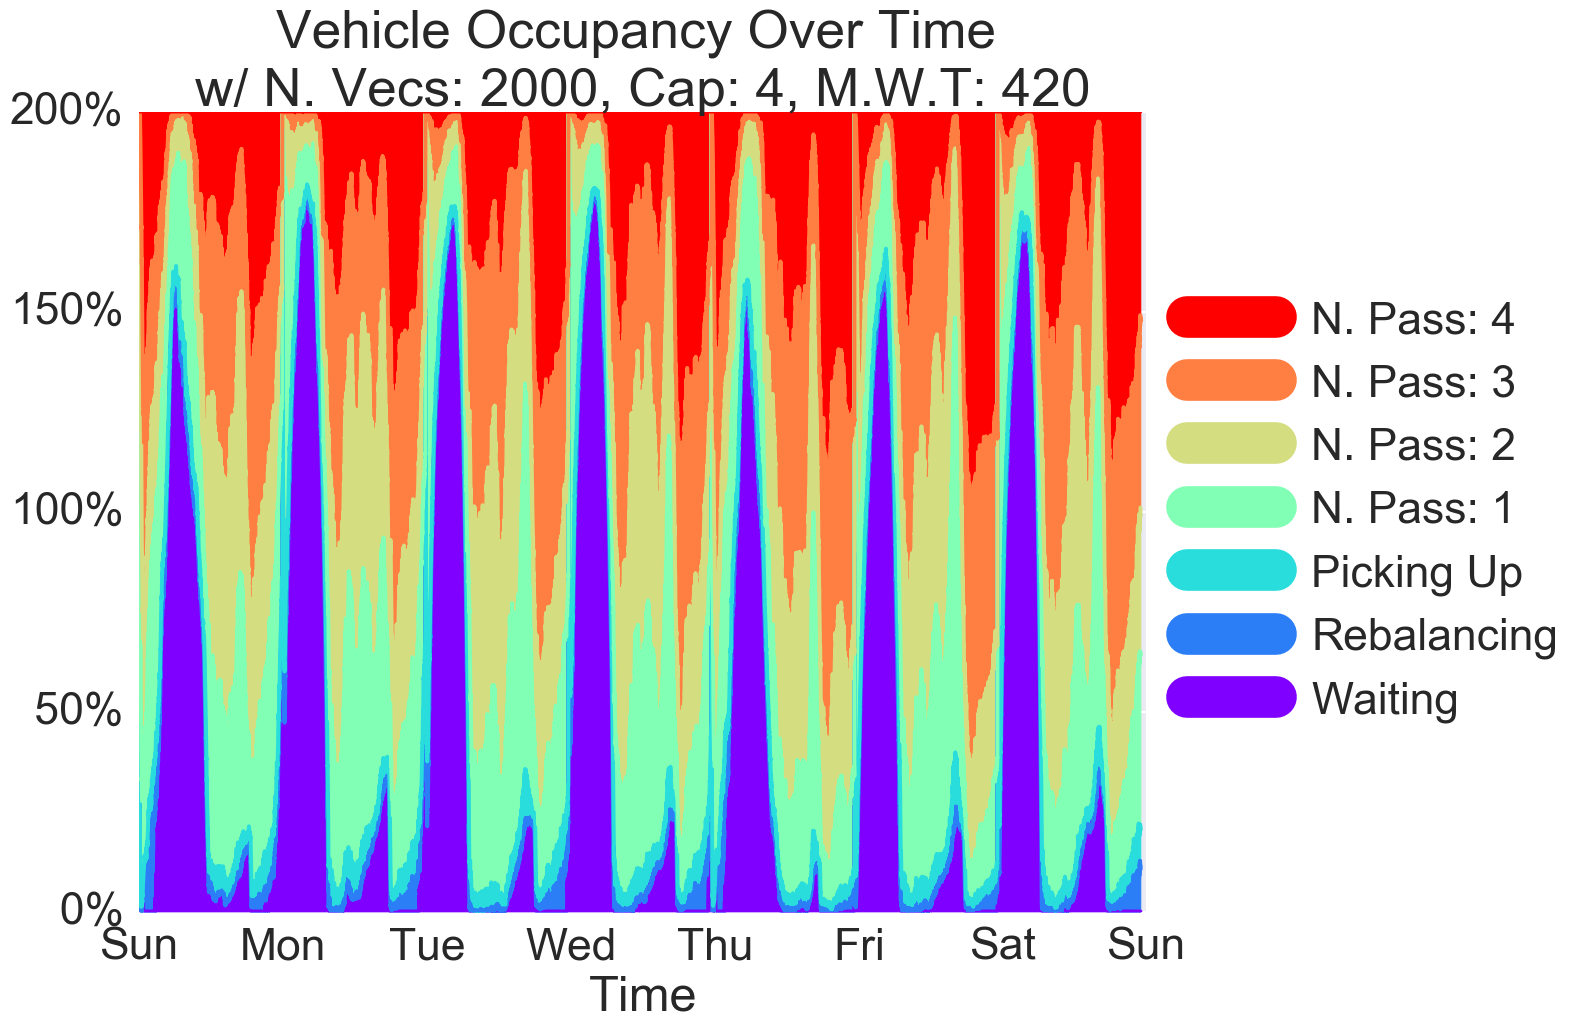 Vehicle Occupancy Over Time
w/ N. Vecs: 2000, Cap: 4, M.W.T: 420
200%
150%
100%
50%
0%
Sun Mon Tue Wed Thu Fri Sat Sun
Time
N. Pass: 4
N. Pass: 3
N. Pass: 2
N. Pass: 1
Picking Up
Rebalancing
Waiting